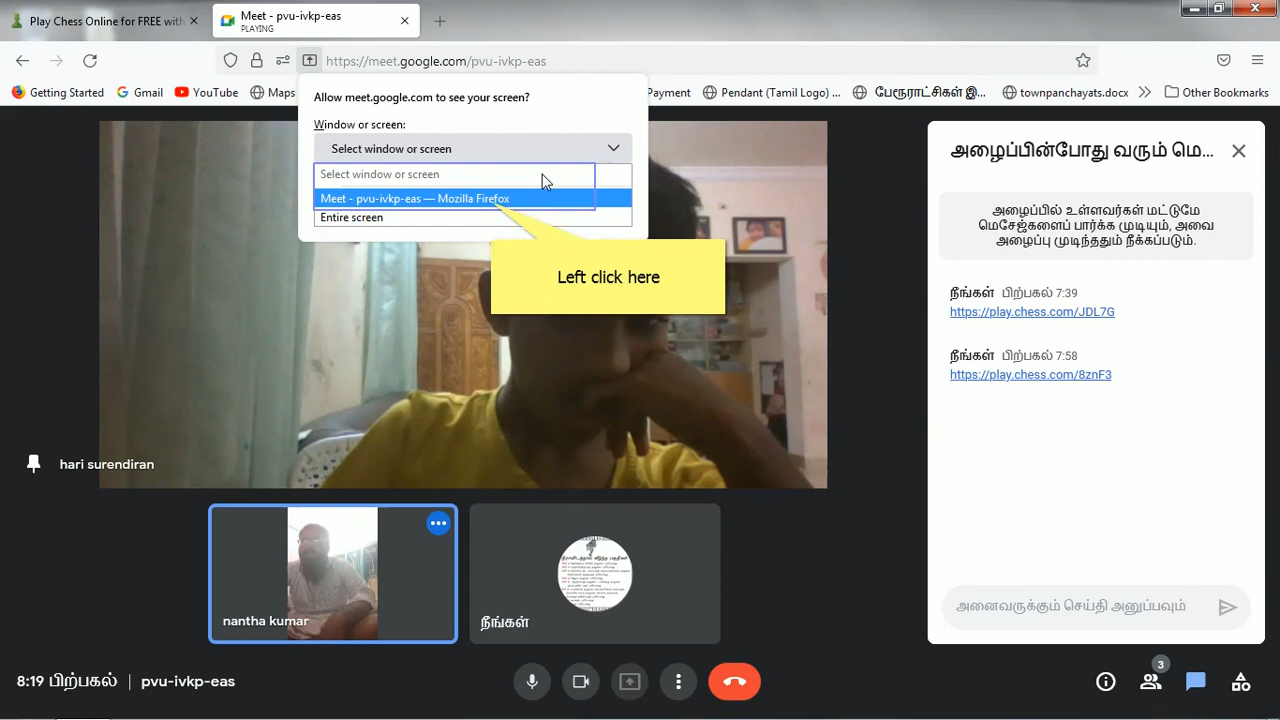 Play Chess Online for FREE with
Meet - pvu-ivkp-eas
PLAYING
https://meet.google.com/pvu-ivkp-eas
Getting Started
Gmail
YouTube
Maps
Payment
Pendant (Tamil Logo) ...
பேரூராட்சிகள் இ...
townpanchayats.docx
Other Bookmarks
Allow meet.google.com to see your screen?
Window or screen:
Select window or screen
Select window or screen
Meet - pvu-ivkp-eas — Mozilla Firefox
Entire screen
Left click here
hari surendiran
nantha kumar
நீங்கள்
அழைப்பின்போது வரும் மெ...
அழைப்பில் உள்ளவர்கள் மட்டுமே
மெசேஜ்களைப் பார்க்க முடியும், அவை
அழைப்பு முடிந்ததும் நீக்கப்படும்.
நீங்கள் பிற்பகல் 7:39
https://play.chess.com/JDL7G
நீங்கள் பிற்பகல் 7:58
https://play.chess.com/8znF3
அனைவருக்கும் செய்தி அனுப்பவும்
8:19 பிற்பகல் | pvu-ivkp-eas
3